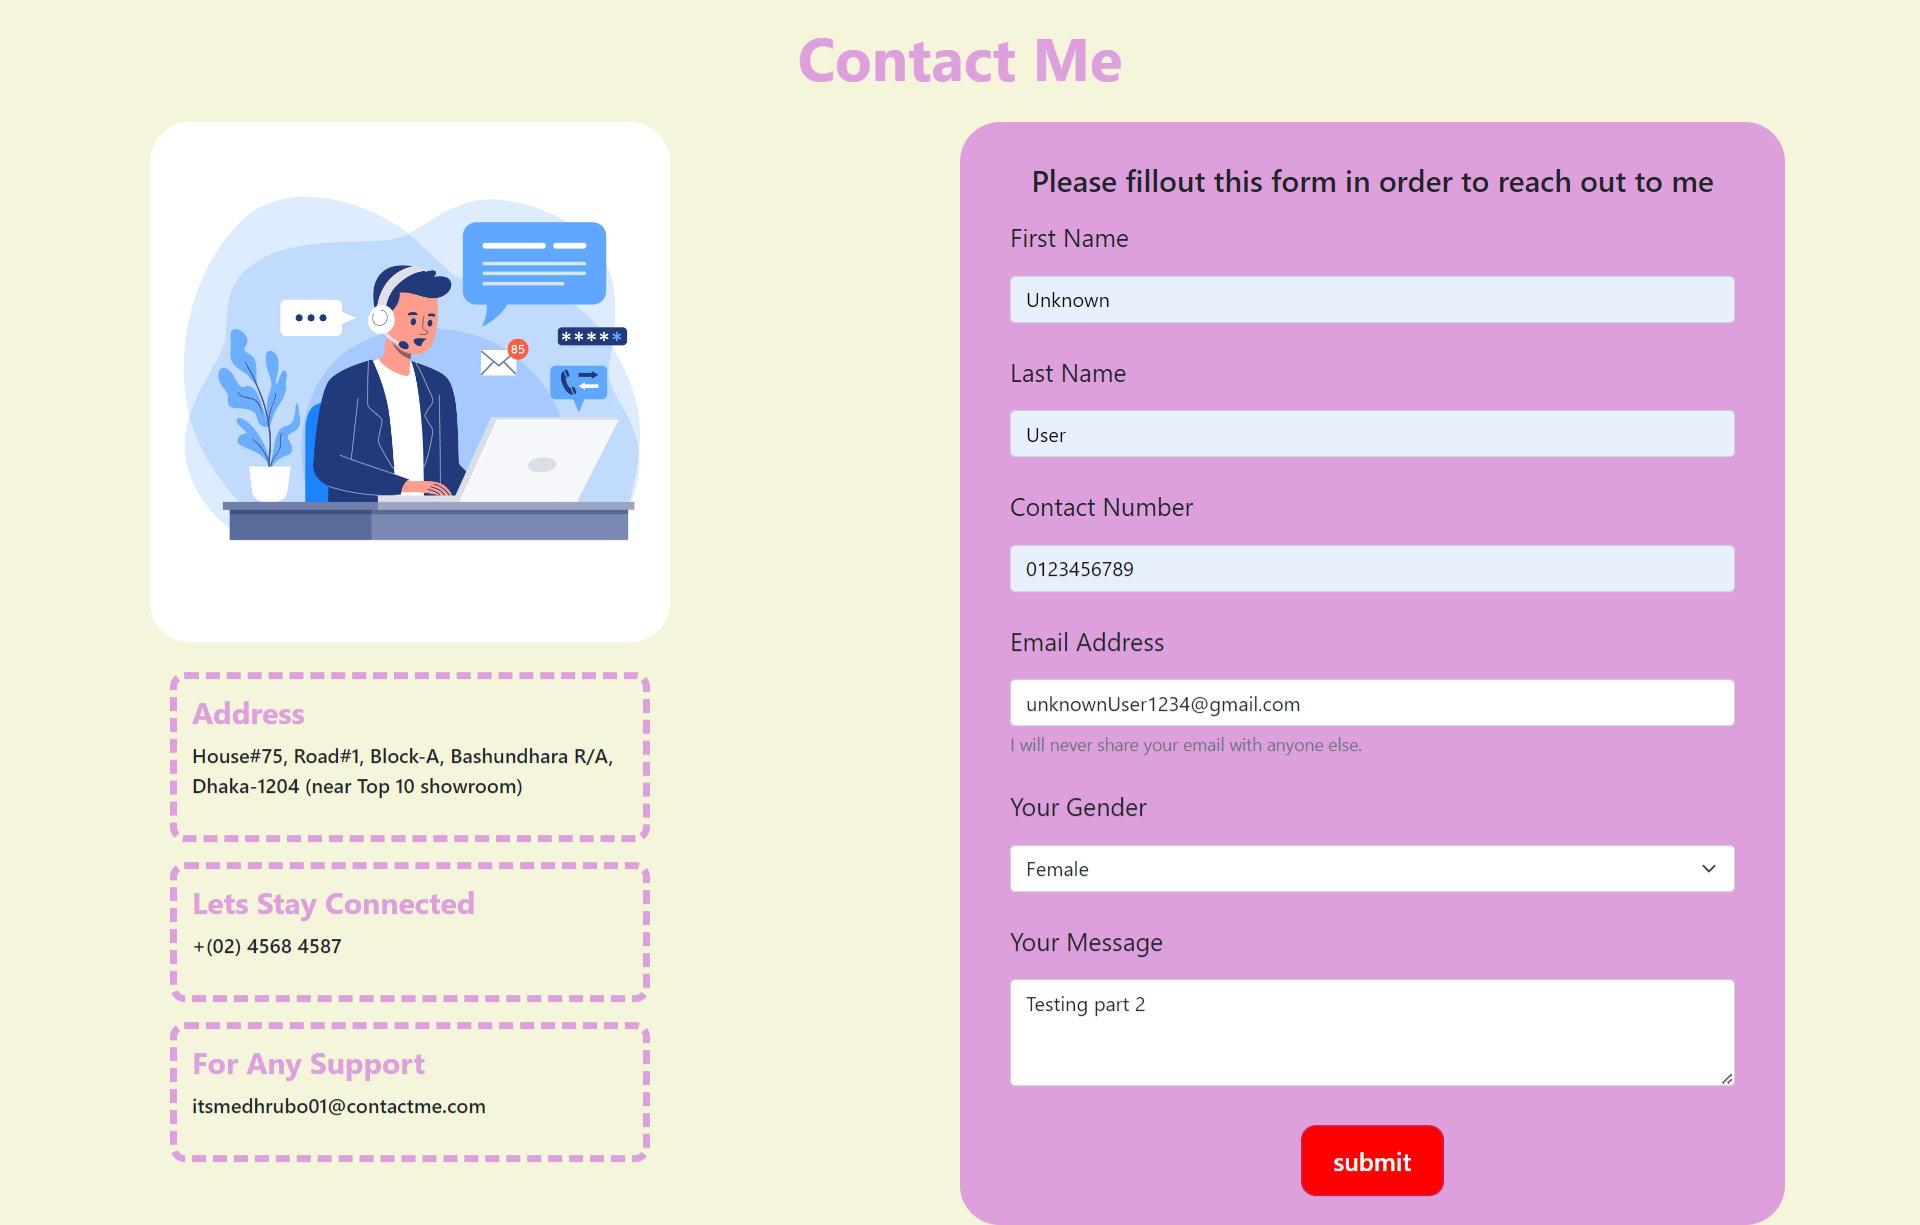 Contact Me
85
*****
Address
House#75, Road#1, Block-A, Bashundhara R/A,
Dhaka-1204 (near Top 10 showroom)
Lets Stay Connected
+(02) 4568 4587
For Any Support
itsmedhrubo01@contactme.com
Please fillout this form in order to reach out to me
First Name
Unknown
Last Name
User
Contact Number
0123456789
Email Address
unknownUser1234@gmail.com
I will never share your email with anyone else.
Your Gender
Female
Your Message
Testing part 2
submit